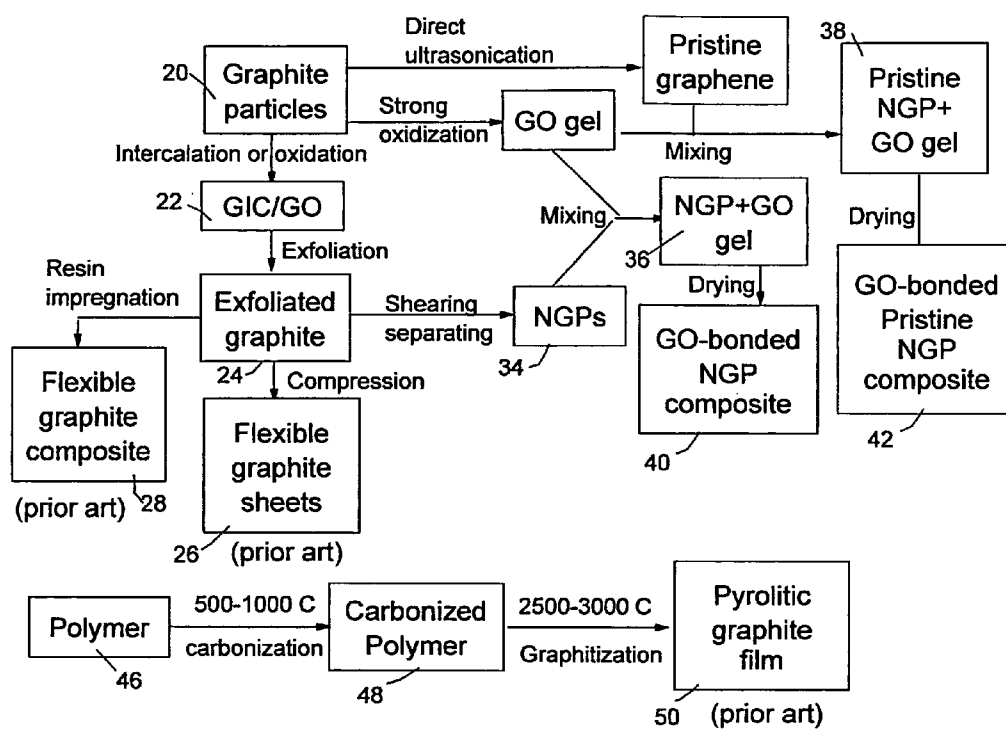 Direct
ultrasonication
Pristine
graphene
38
Pristine
NGP+
GO gel
20
Graphite
particles
Strong
oxidization
GO gel
Mixing
Intercalation or oxidation
22
GIC/GO
Mixing
NGP+GO
gel
36
Drying
Exfoliation
Resin
impregnation
Exfoliated
graphite
24
Shearing
separating
NGPs
34
Drying
GO-bonded
NGP
composite
40
GO-bonded
Pristine
NGP
composite
42
Compression
Flexible
graphite
composite
28
(prior art)
Flexible
graphite
sheets
26
(prior art)
Polymer
46
500-1000 C
carbonization
Carbonized
Polymer
48
2500-3000 C
Graphitization
Pyrolitic
graphite
film
50
(prior art)